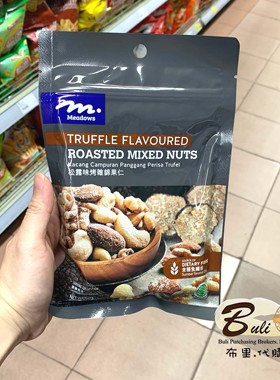 m.
Meadows
TRUFFLE FLAVOURED
ROASTED MIXED NUTS
Kacang Campuran Panggang Perisa Trufel
松露味烤雜錦果仁
DIETARY FIBRE
Buli
Buli Purchasing Brokers
布里.代購